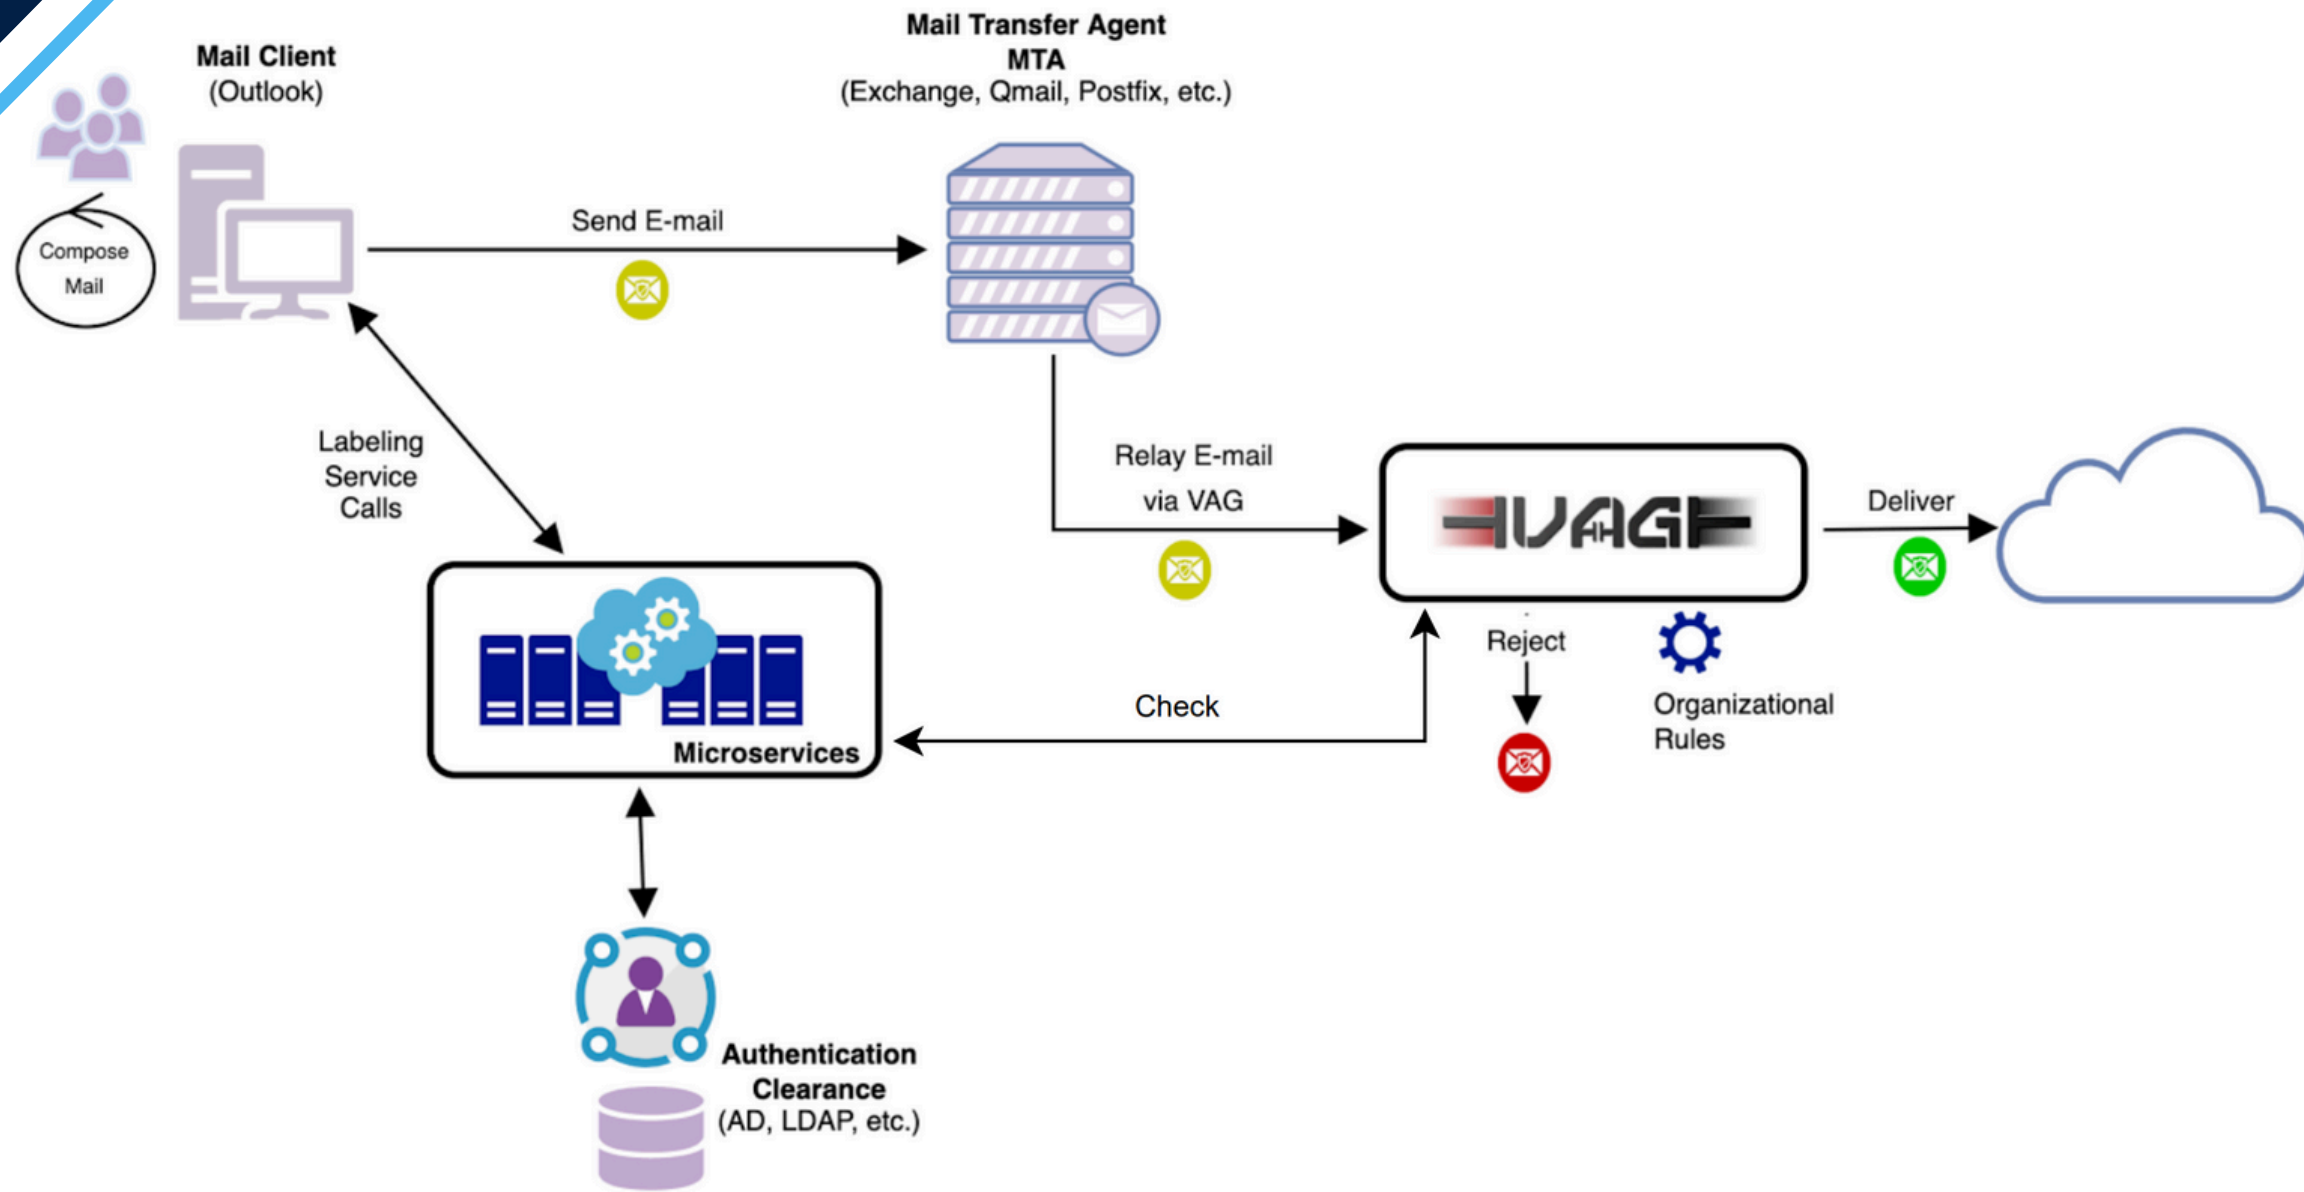 Mail Client
(Outlook)
Mail Transfer Agent
MTA
(Exchange, Qmail, Postfix, etc.)
Compose
Mail
Send E-mail
Labeling
Service
Calls
Relay E-mail
via VAG
VAG
Deliver
Reject
Organizational
Rules
Check
Microservices
Authentication
Clearance
(AD, LDAP, etc.)